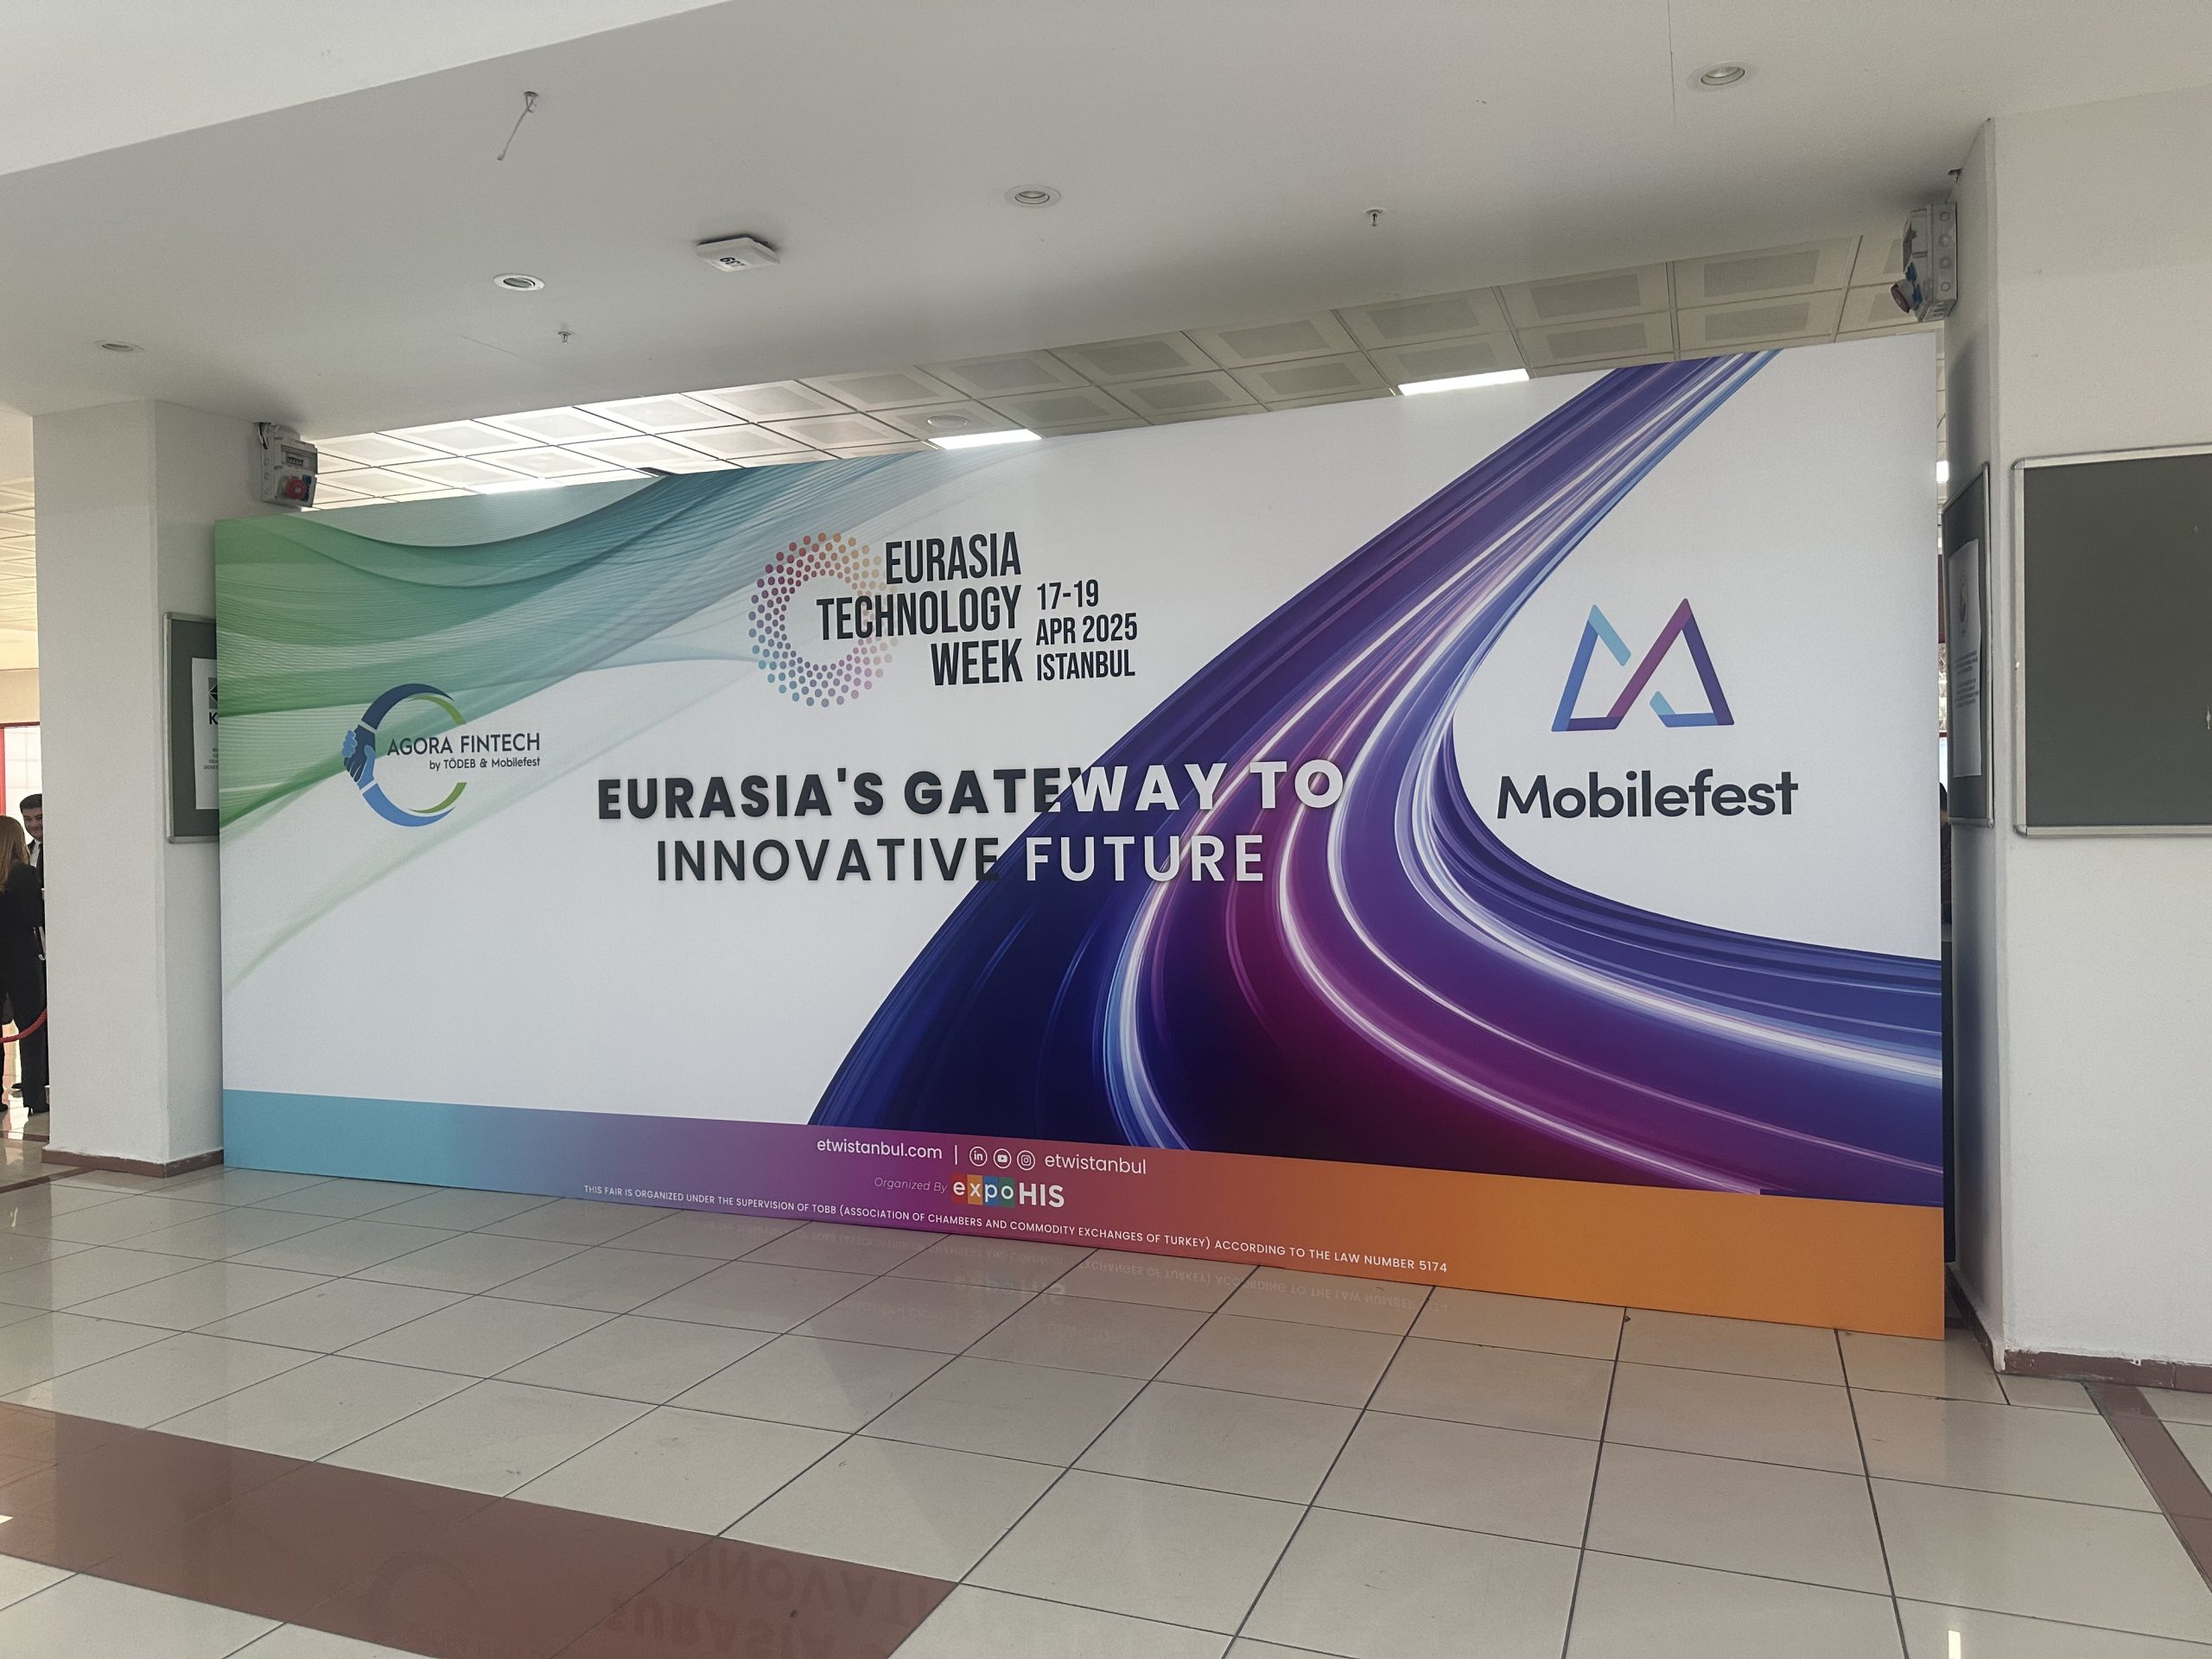 EURASIA
TECHNOLOGY
WEEK
17-19
APR 2025
ISTANBUL
AGORA FINTECH
by TÖDEB & Mobilefest
EURASIA'S GATEWAY TO
INNOVATIVE FUTURE
Mobilefest
etwistanbul.com | etwistanbul
Organized By expoHIS
THIS FAIR IS ORGANIZED UNDER THE SUPERVISION OF TOBB (ASSOCIATION OF CHAMBERS AND COMMODITY EXCHANGES OF TURKEY) ACCORDING TO THE LAW NUMBER 5174